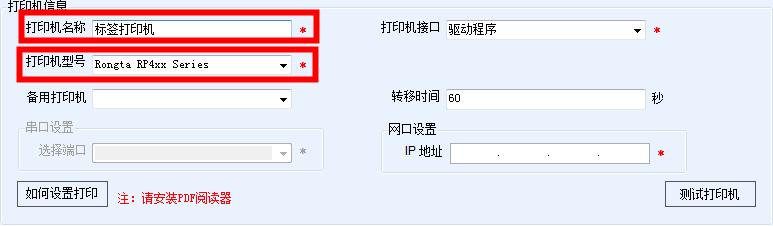 打印机信息
打印机名称 标签打印机 * 打印机接口 驱动程序 *
打印机型号 Rongta RP4xx Series *
备用打印机 转移时间 60 秒
串口设置 网口设置
选择端口 * IP 地址 . . . *
如何设置打印 注：请安装PDF阅读器 测试打印机